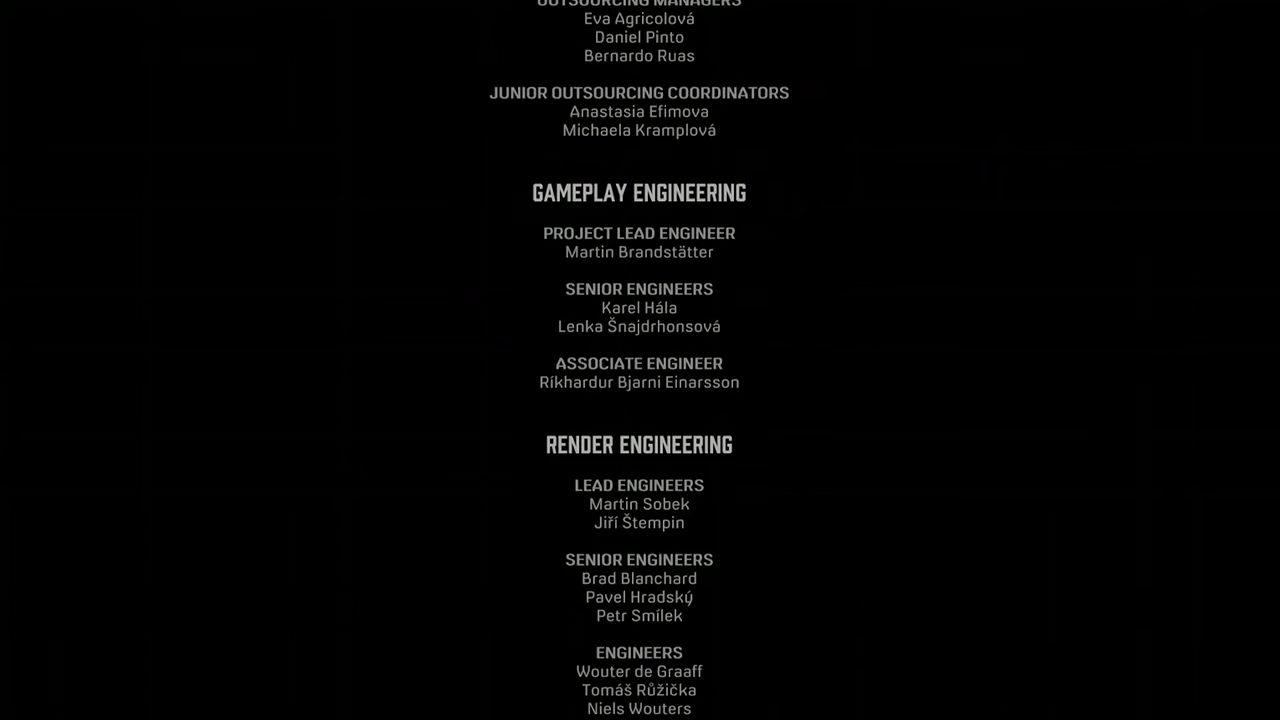 OUTSOURCING MANAGERS
Eva Agricolová
Daniel Pinto
Bernardo Ruas
JUNIOR OUTSOURCING COORDINATORS
Anastasia Efimova
Michaela Kramplová
GAMEPLAY ENGINEERING
PROJECT LEAD ENGINEER
Martin Brandstätter
SENIOR ENGINEERS
Karel Hála
Lenka Šnajdrhonsová
ASSOCIATE ENGINEER
Ríkhardur Bjarni Einarsson
RENDER ENGINEERING
LEAD ENGINEERS
Martin Sobek
Jiří Štempin
SENIOR ENGINEERS
Brad Blanchard
Pavel Hradský
Petr Smílek
ENGINEERS
Wouter de Graaff
Tomáš Růžička
Niels Wouters